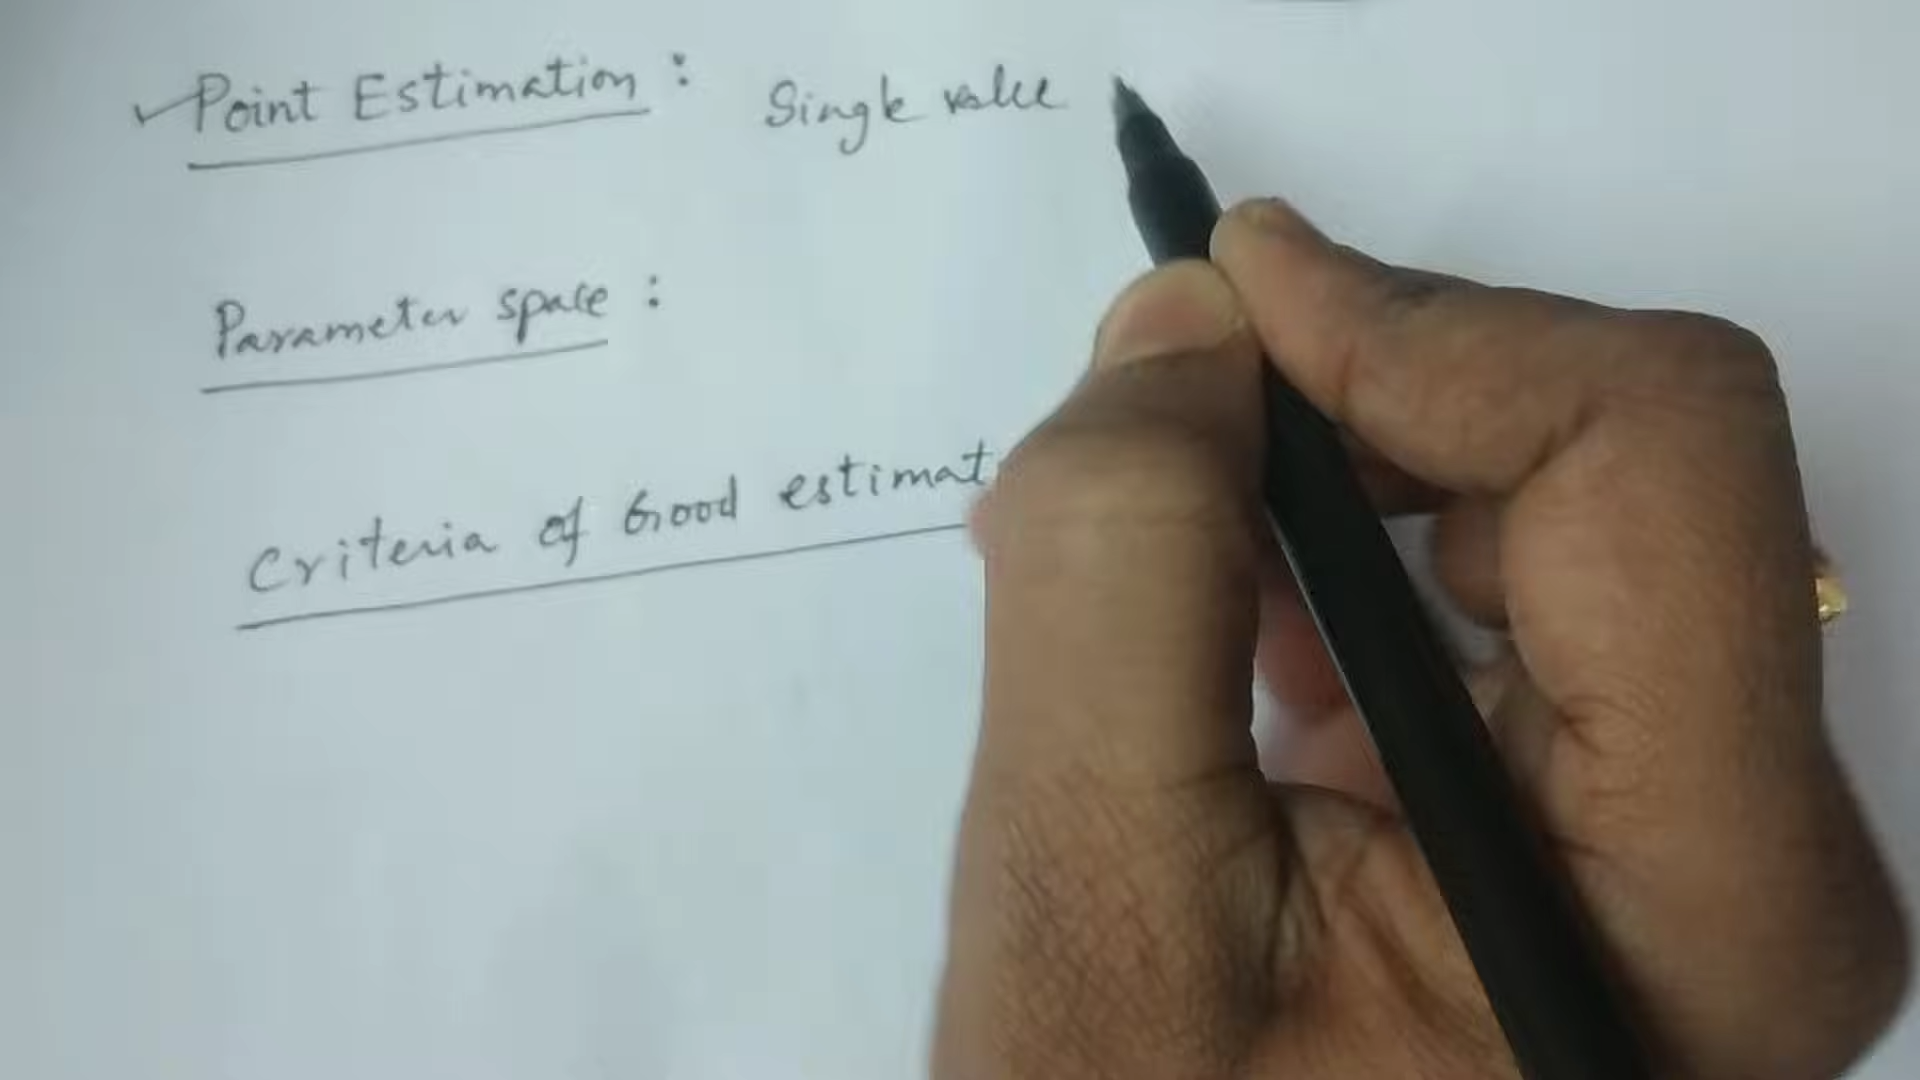 Point Estimation : Single value
Parameter space :
Criteria of Good estimat